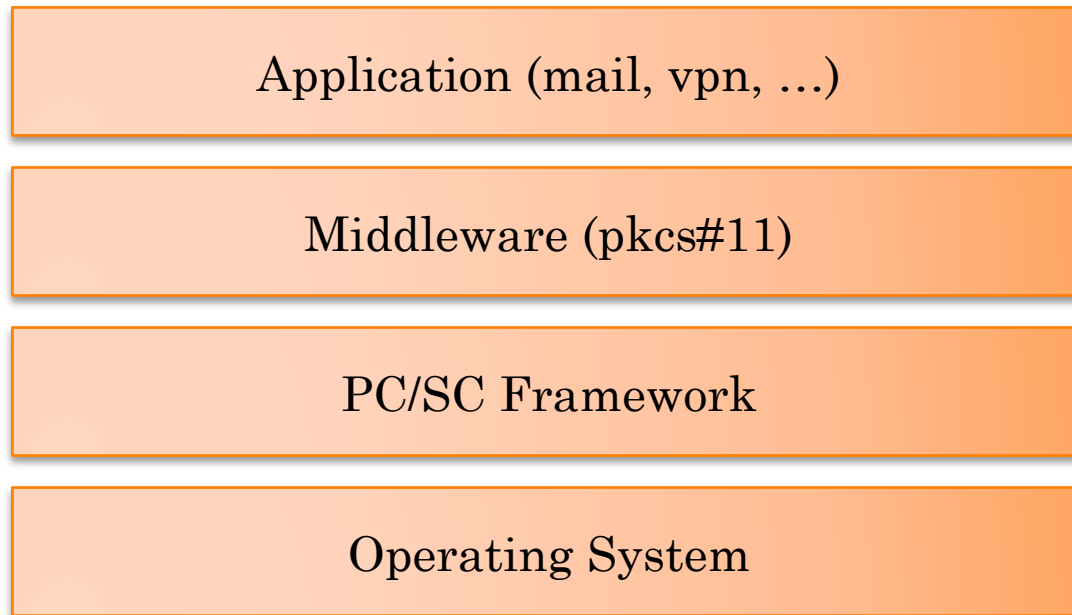 Application (mail, vpn, …)
Middleware (pkcs#11)
PC/SC Framework
Operating System